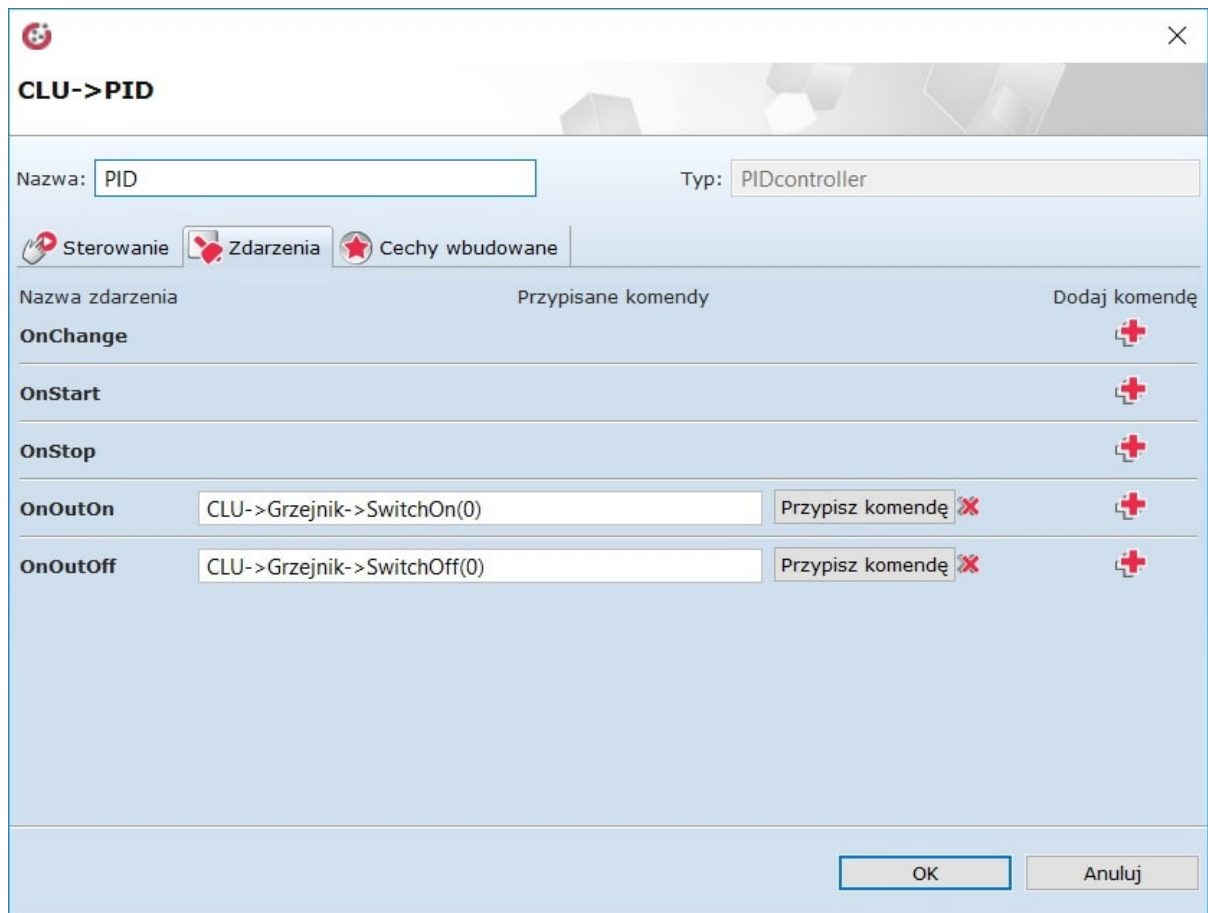 CLU->PID
Nazwa: PID Typ: PIDcontroller
Sterowanie Zdarzenia Cechy wbudowane
Nazwa zdarzenia Przypisane komendy Dodaj komendę
OnChange
OnStart
OnStop
OnOutOn CLU->Grzejnik->SwitchOn(0) Przypisz komendę
OnOutOff CLU->Grzejnik->SwitchOff(0) Przypisz komendę
OK Anuluj